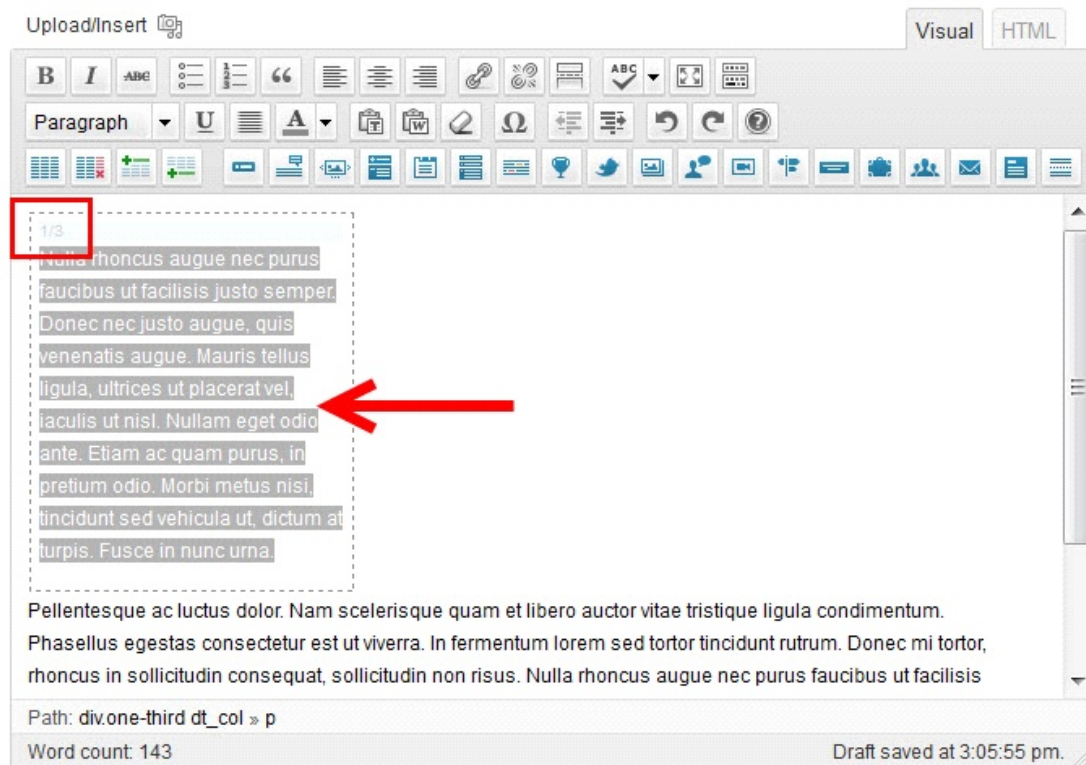 Upload/Insert
Visual HTML
B I ABC ABC
Paragraph U A T W Ω
1/3
Nulla rhoncus augue nec purus
faucibus ut facilisis justo semper.
Donec nec justo augue, quis
venenatis augue. Mauris tellus
ligula, ultrices ut placerat vel,
iaculis ut nisl. Nullam eget odio
ante. Etiam ac quam purus, in
pretium odio. Morbi metus nisi,
tincidunt sed vehicula ut, dictum at
turpis. Fusce in nunc urna.
Pellentesque ac luctus dolor. Nam scelerisque quam et libero auctor vitae tristique ligula condimentum.
Phasellus egestas consectetur est ut viverra. In fermentum lorem sed tortor tincidunt rutrum. Donec mi tortor,
rhoncus in sollicitudin consequat, sollicitudin non risus. Nulla rhoncus augue nec purus faucibus ut facilisis
Path: div.one-third dt_col » p
Word count: 143 Draft saved at 3:05:55 pm.